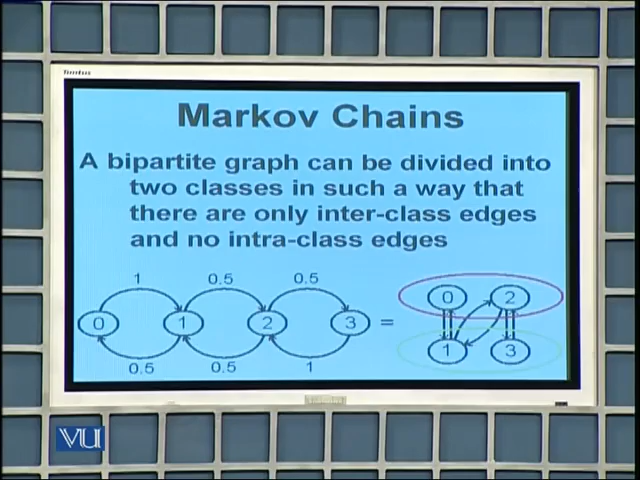 Markov Chains
A bipartite graph can be divided into
two classes in such a way that
there are only inter-class edges
and no intra-class edges
1 0.5 0.5
0 1 2 3 =
0.5 0.5 1
0 2
1 3
VU